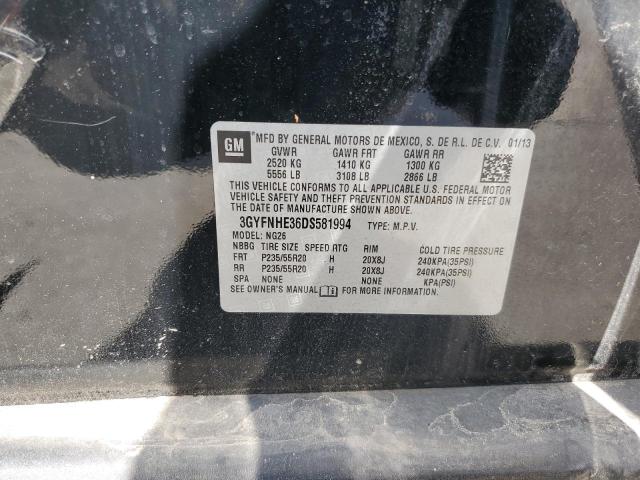 GM
MFD BY GENERAL MOTORS DE MEXICO, S. DE R.L. DE C.V. 01/13
GVWR GAWR FRT GAWR RR
2520 KG 1410 KG 1300 KG
5556 LB 3108 LB 2866 LB
THIS VEHICLE CONFORMS TO ALL APPLICABLE U.S. FEDERAL MOTOR
VEHICLE SAFETY AND THEFT PREVENTION STANDARDS IN EFFECT ON
THE DATE OF MANUFACTURE SHOWN ABOVE.
3GYFNHE36DS581994 TYPE: M.P.V.
MODEL: NG26
NBBG TIRE SIZE SPEED RTG RIM COLD TIRE PRESSURE
FRT P235/55R20 H 20X8J 240KPA(35PSI)
RR P235/55R20 H 20X8J 240KPA(35PSI)
SPA NONE NONE KPA(PSI)
SEE OWNER'S MANUAL FOR MORE INFORMATION.